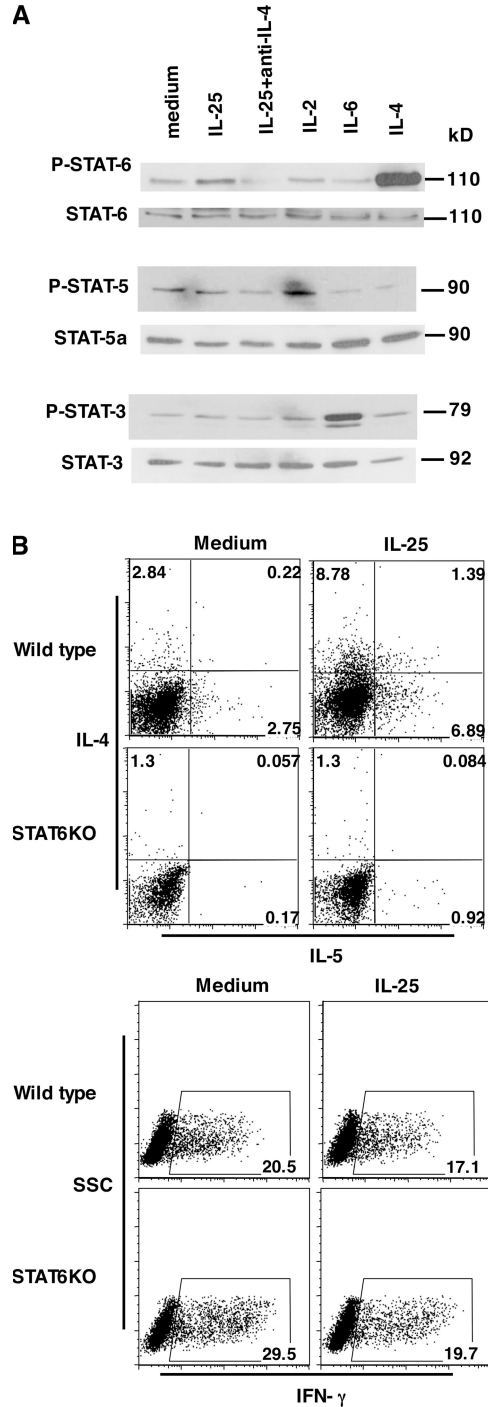 A
medium
IL-25
IL-25+anti-IL-4
IL-2
IL-6
IL-4
kD
P-STAT-6
110
STAT-6
110
P-STAT-5
90
STAT-5a
90
P-STAT-3
79
STAT-3
92
B
Medium
IL-25
2.84
0.22
8.78
1.39
Wild type
2.75
6.89
IL-4
1.3
0.057
1.3
0.084
STAT6KO
0.17
0.92
IL-5
Medium
IL-25
Wild type
20.5
17.1
SSC
STAT6KO
29.5
19.7
IFN- γ